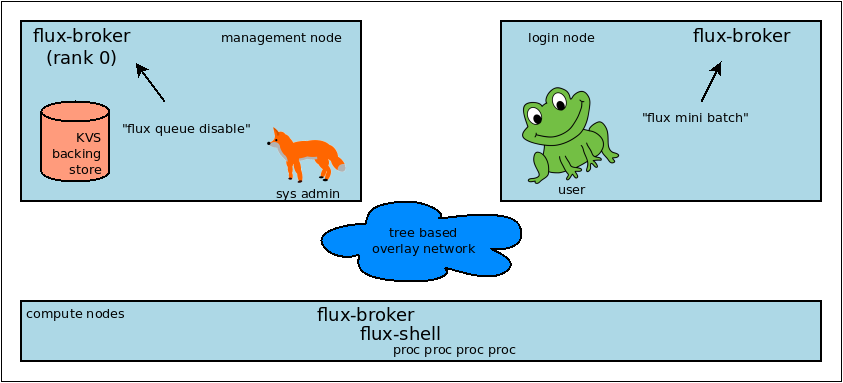 flux-broker
(rank 0)
management node
"flux queue disable"
KVS
backing
store
sys admin
login node
flux-broker
"flux mini batch"
user
tree based
overlay network
compute nodes
flux-broker
flux-shell
proc proc proc proc